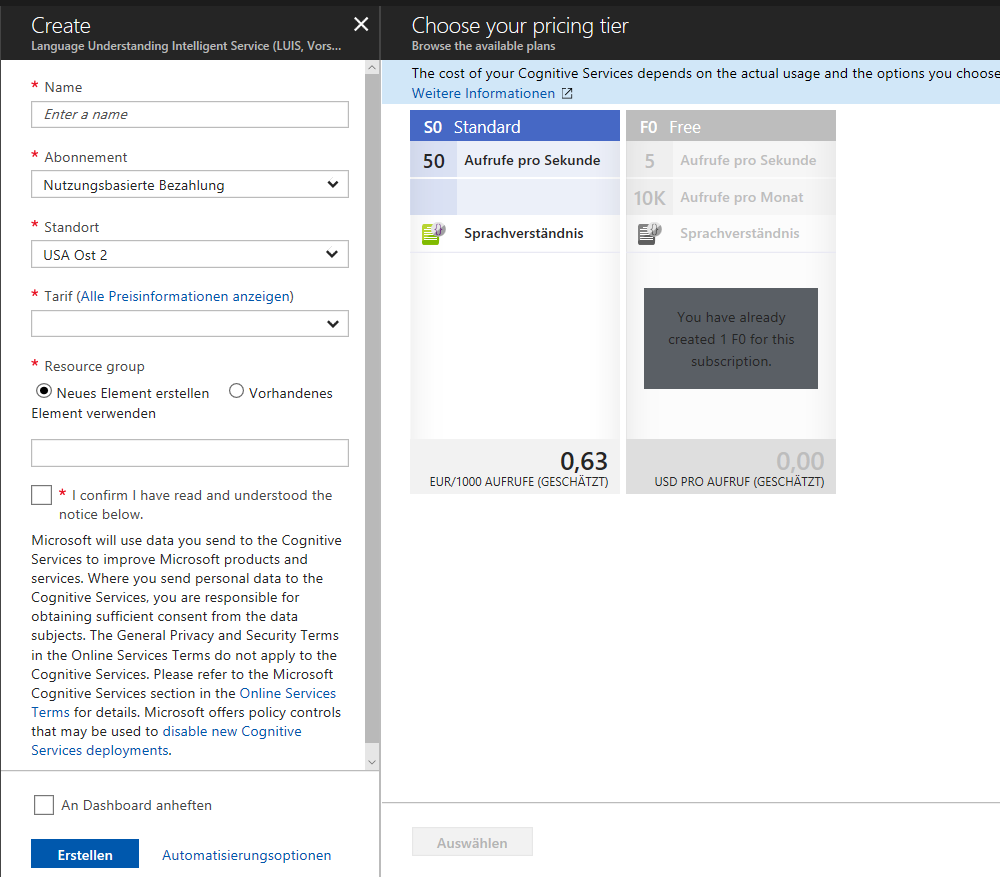 Create
Language Understanding Intelligent Service (LUIS, Vors...
* Name
Enter a name
* Abonnement
Nutzungsbasierte Bezahlung
* Standort
USA Ost 2
* Tarif (Alle Preisinformationen anzeigen)
* Resource group
Neues Element erstellen Vorhandenes
Element verwenden
* I confirm I have read and understood the
notice below.
Microsoft will use data you send to the Cognitive
Services to improve Microsoft products and
services. Where you send personal data to the
Cognitive Services, you are responsible for
obtaining sufficient consent from the data
subjects. The General Privacy and Security Terms
in the Online Services Terms do not apply to the
Cognitive Services. Please refer to the Microsoft
Cognitive Services section in the Online Services
Terms for details. Microsoft offers policy controls
that may be used to disable new Cognitive
Services deployments.
An Dashboard anheften
Erstellen Automatisierungsoptionen
Choose your pricing tier
Browse the available plans
The cost of your Cognitive Services depends on the actual usage and the options you choose
Weitere Informationen
S0 Standard
50 Aufrufe pro Sekunde
Sprachverständnis
0,63
EUR/1000 AUFRUFE (GESCHÄTZT)
F0 Free
5 Aufrufe pro Sekunde
10K Aufrufe pro Monat
Sprachverständnis
You have already
created 1 F0 for this
subscription.
0,00
USD PRO AUFRUF (GESCHÄTZT)
Auswählen